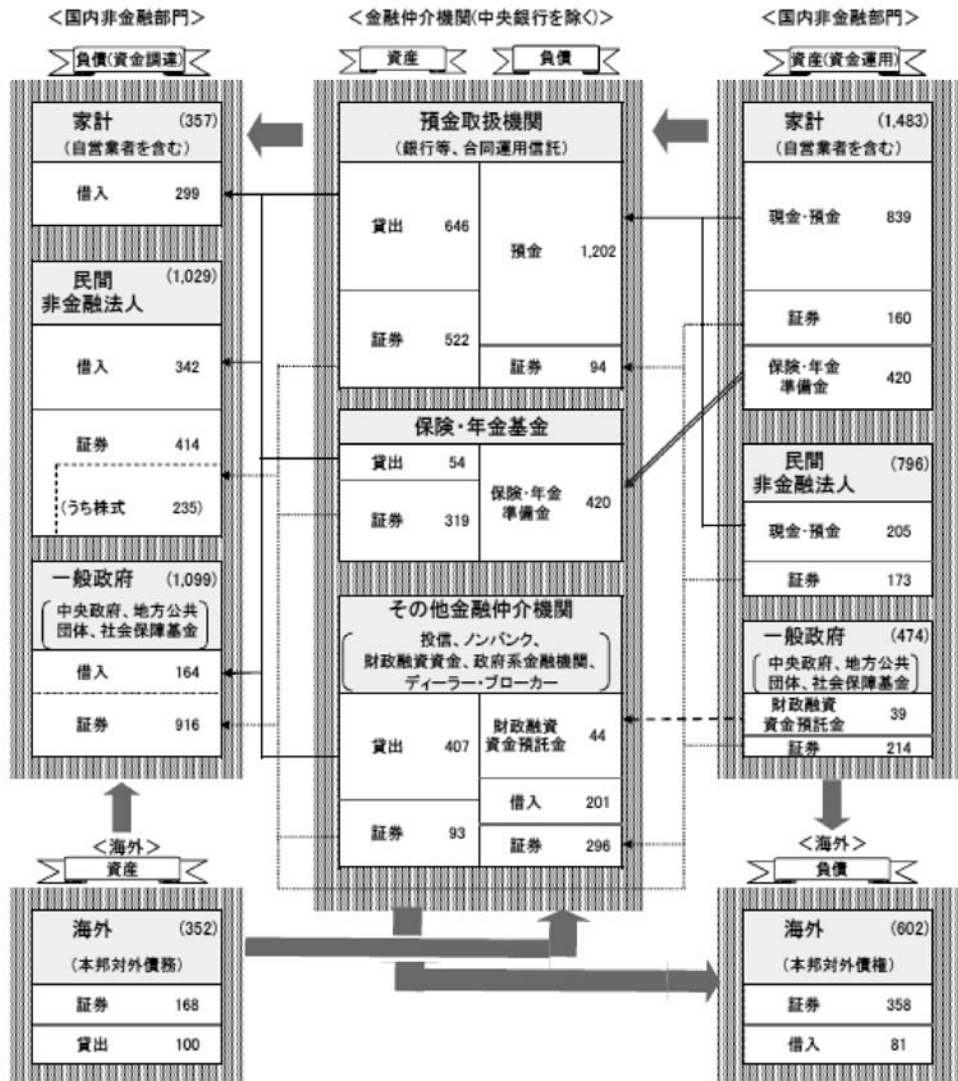 <国内非金融部門>
負債(資金調達)
家計 (357)
(自営業者を含む)
借入 299
民間
非金融法人 (1,029)
借入 342
証券 414
(うち株式 235)
一般政府 (1,099)
中央政府、地方公共
団体、社会保障基金
借入 164
証券 916
<海外>
資産
海外 (352)
(本邦対外債務)
証券 168
貸出 100
<金融仲介機関(中央銀行を除く)>
資産 負債
預金取扱機関
(銀行等、合同運用信託)
貸出 646
証券 522
預金 1,202
証券 94
保険・年金基金
貸出 54
証券 319
保険・年金
準備金 420
その他金融仲介機関
投信、ノンバンク、
財政融資資金、政府系金融機関、
ディーラー・ブローカー
貸出 407
証券 93
財政融資
資金預託金 44
借入 201
証券 296
<国内非金融部門>
資産(資金運用)
家計 (1,483)
(自営業者を含む)
現金・預金 839
証券 160
保険・年金
準備金 420
民間
非金融法人 (796)
現金・預金 205
証券 173
一般政府 (474)
中央政府、地方公共
団体、社会保障基金
財政融資
資金預託金 39
証券 214
<海外>
負債
海外 (602)
(本邦対外債権)
証券 358
借入 81